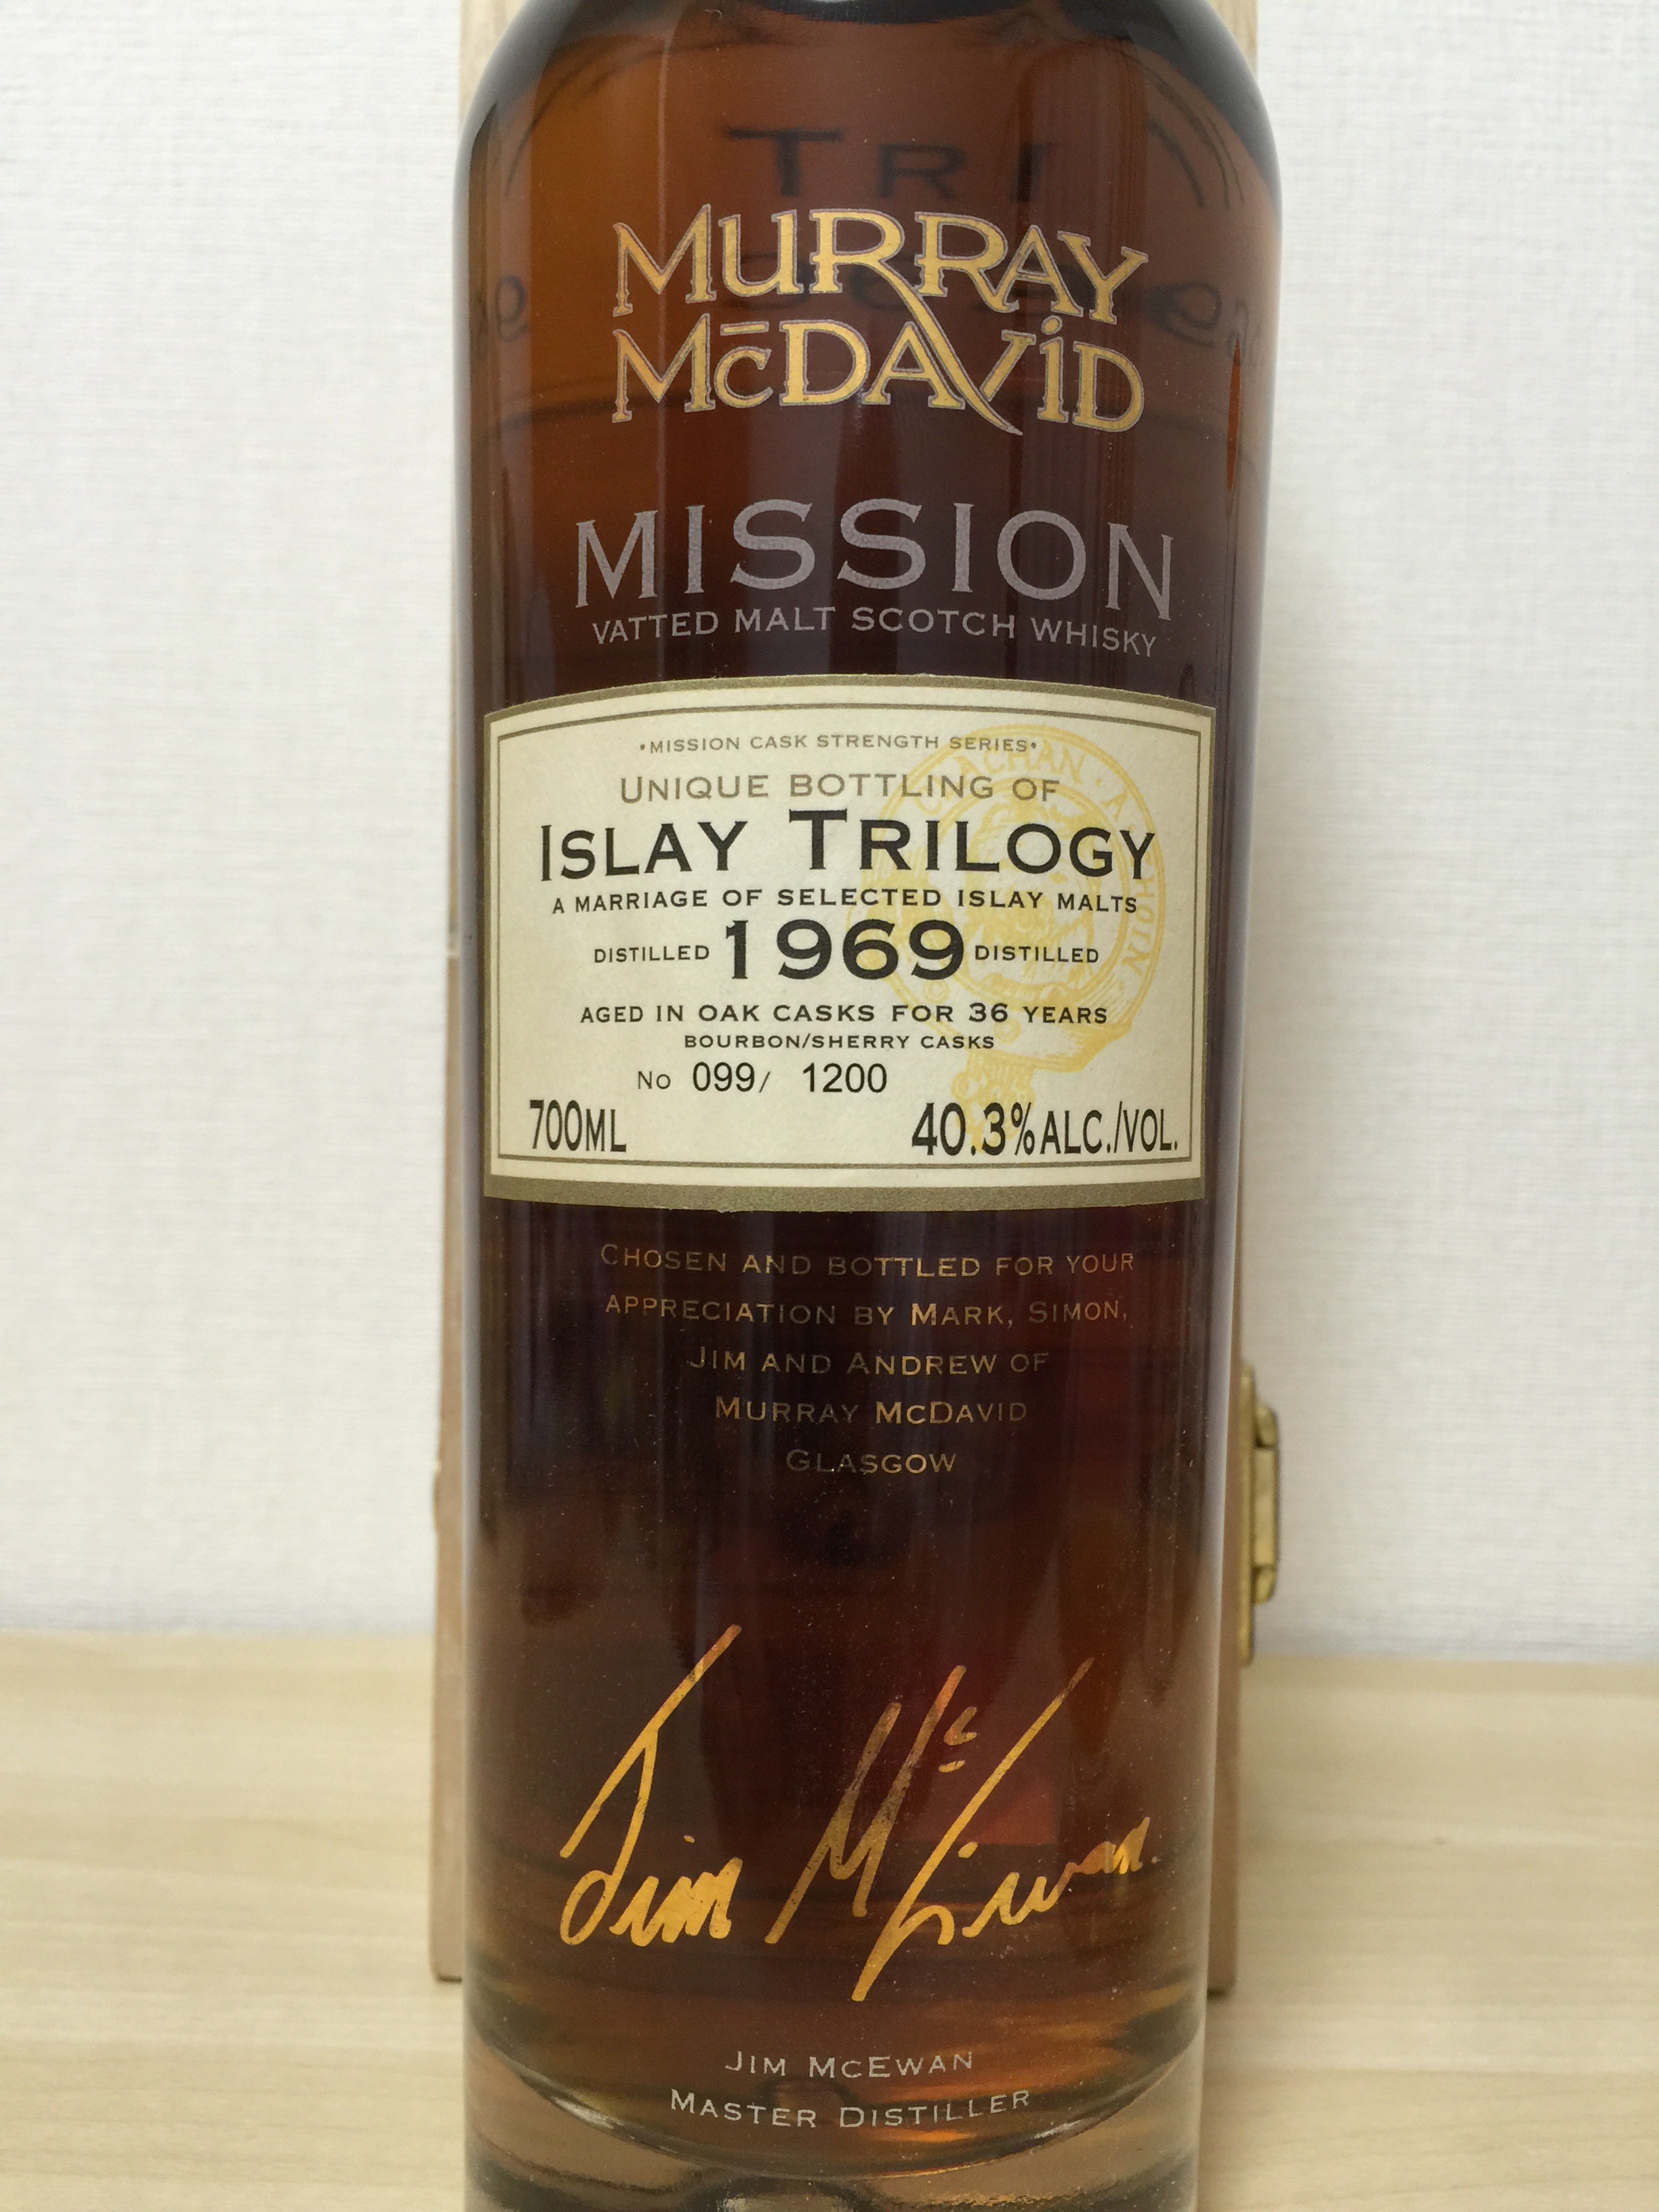 TRI
MURRAY
McDAVID
MISSION
VATTED MALT SCOTCH WHISKY
•MISSION CASK STRENGTH SERIES•
UNIQUE BOTTLING OF
ISLAY TRILOGY
A MARRIAGE OF SELECTED ISLAY MALTS
DISTILLED 1969 DISTILLED
AGED IN OAK CASKS FOR 36 YEARS
BOURBON/SHERRY CASKS
No 099/ 1200
700ML 40.3%ALC./VOL.
CHOSEN AND BOTTLED FOR YOUR
APPRECIATION BY MARK, SIMON,
JIM AND ANDREW OF
MURRAY McDAVID
GLASGOW
Jim McEwan.
JIM McEWAN
MASTER DISTILLER